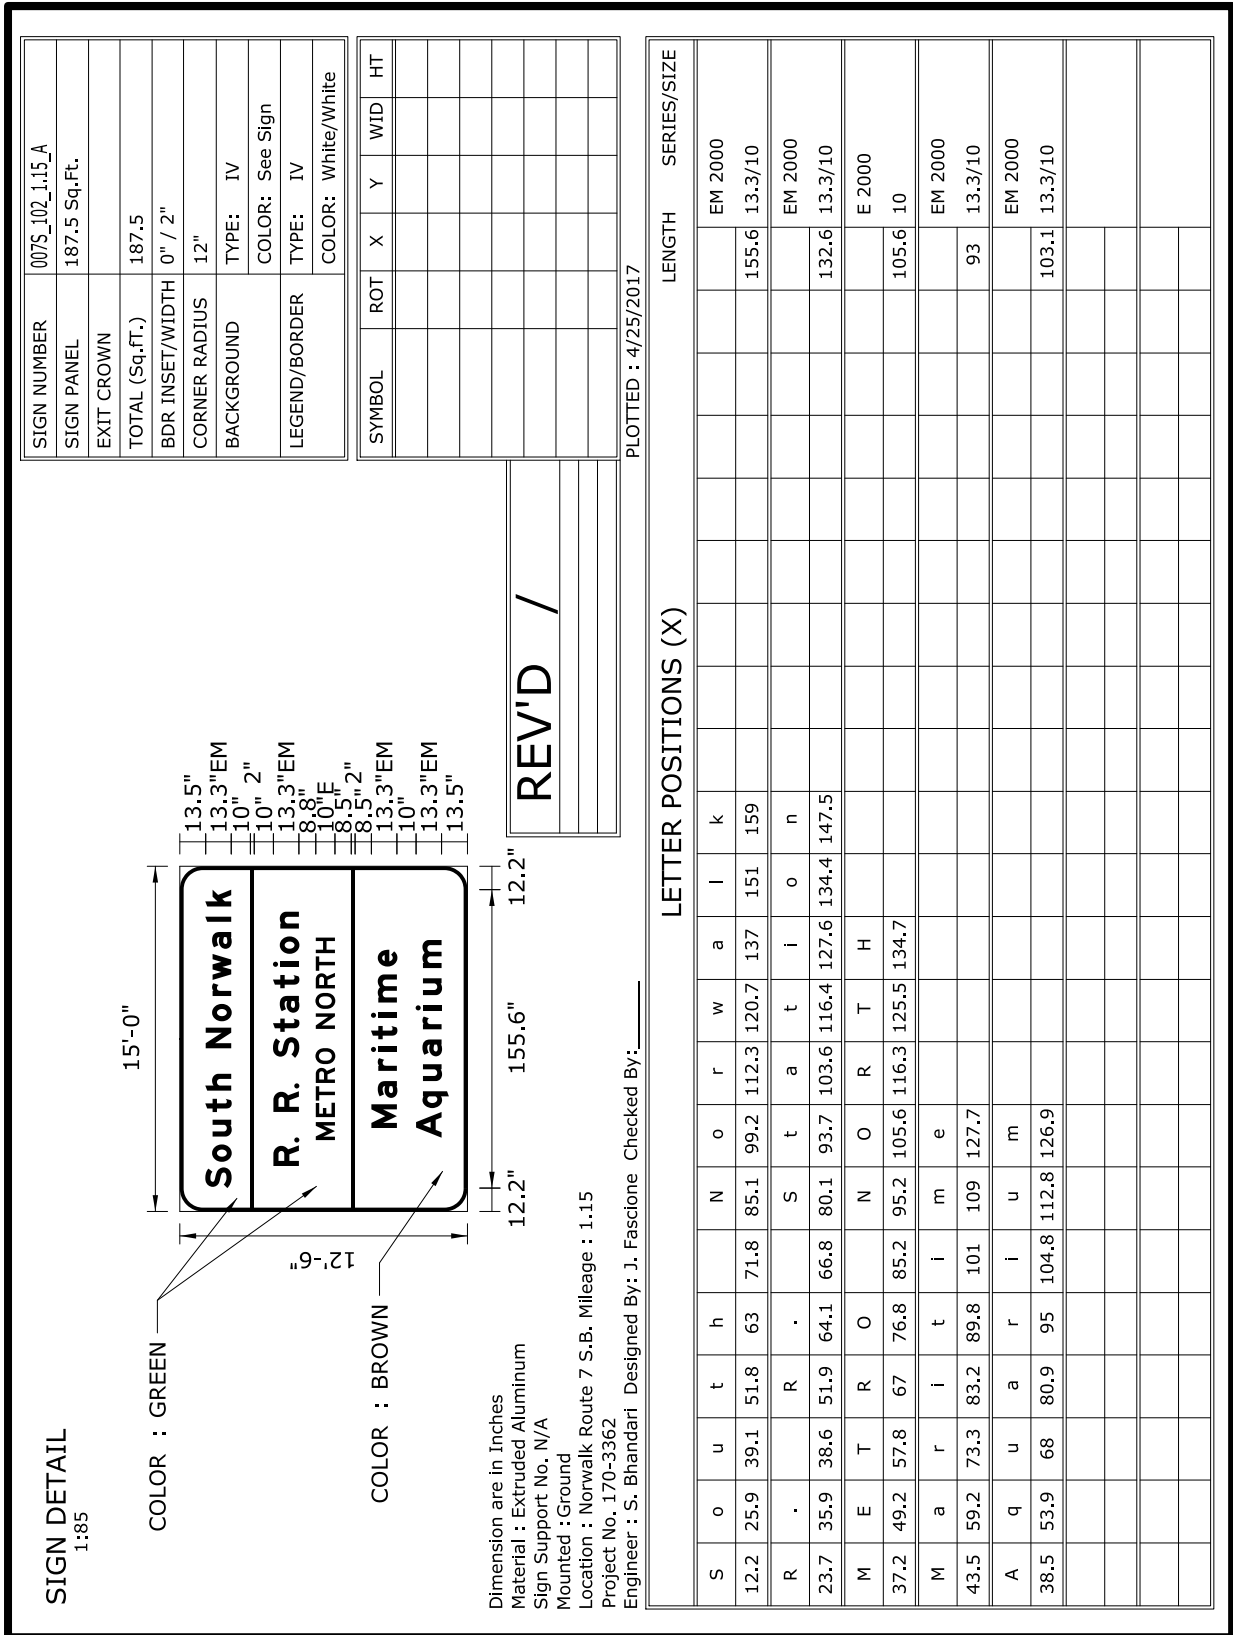 SIGN DETAIL
1:85
COLOR : GREEN
COLOR : BROWN
15'-0"
12'-6"
South Norwalk
R. R. Station
METRO NORTH
Maritime
Aquarium
13.5"
13.3"EM
10"
2"
10"
13.3"EM
8.8"
10"E
8.5"
2"
8.5"
13.3"EM
10"
13.3"EM
13.5"
12.2" 155.6" 12.2"
SIGN NUMBER 007S_102_1.15_A
SIGN PANEL 187.5 Sq.Ft.
EXIT CROWN
TOTAL (Sq.fT.) 187.5
BDR INSET/WIDTH 0" / 2"
CORNER RADIUS 12"
BACKGROUND TYPE: IV
COLOR: See Sign
LEGEND/BORDER TYPE: IV
COLOR: White/White
SYMBOL ROT X Y WID HT
REV'D /
PLOTTED : 4/25/2017
Dimension are in Inches
Material : Extruded Aluminum
Sign Support No. N/A
Mounted :Ground
Location : Norwalk Route 7 S.B. Mileage : 1.15
Project No. 170-3362
Engineer : S. Bhandari Designed By: J. Fascione Checked By:
LETTER POSITIONS (X) LENGTH SERIES/SIZE
S o u t h N o r w a l k EM 2000
12.2 25.9 39.1 51.8 63 71.8 85.1 99.2 112.3 120.7 137 151 159 155.6 13.3/10
R . R . S t a t i o n EM 2000
23.7 35.9 38.6 51.9 64.1 66.8 80.1 93.7 103.6 116.4 127.6 134.4 147.5 132.6 13.3/10
M E T R O N O R T H E 2000
37.2 49.2 57.8 67 76.8 85.2 95.2 105.6 116.3 125.5 134.7 105.6 10
M a r i t i m e EM 2000
43.5 59.2 73.3 83.2 89.8 101 109 127.7 93 13.3/10
A q u a r i u m EM 2000
38.5 53.9 68 80.9 95 104.8 112.8 126.9 103.1 13.3/10